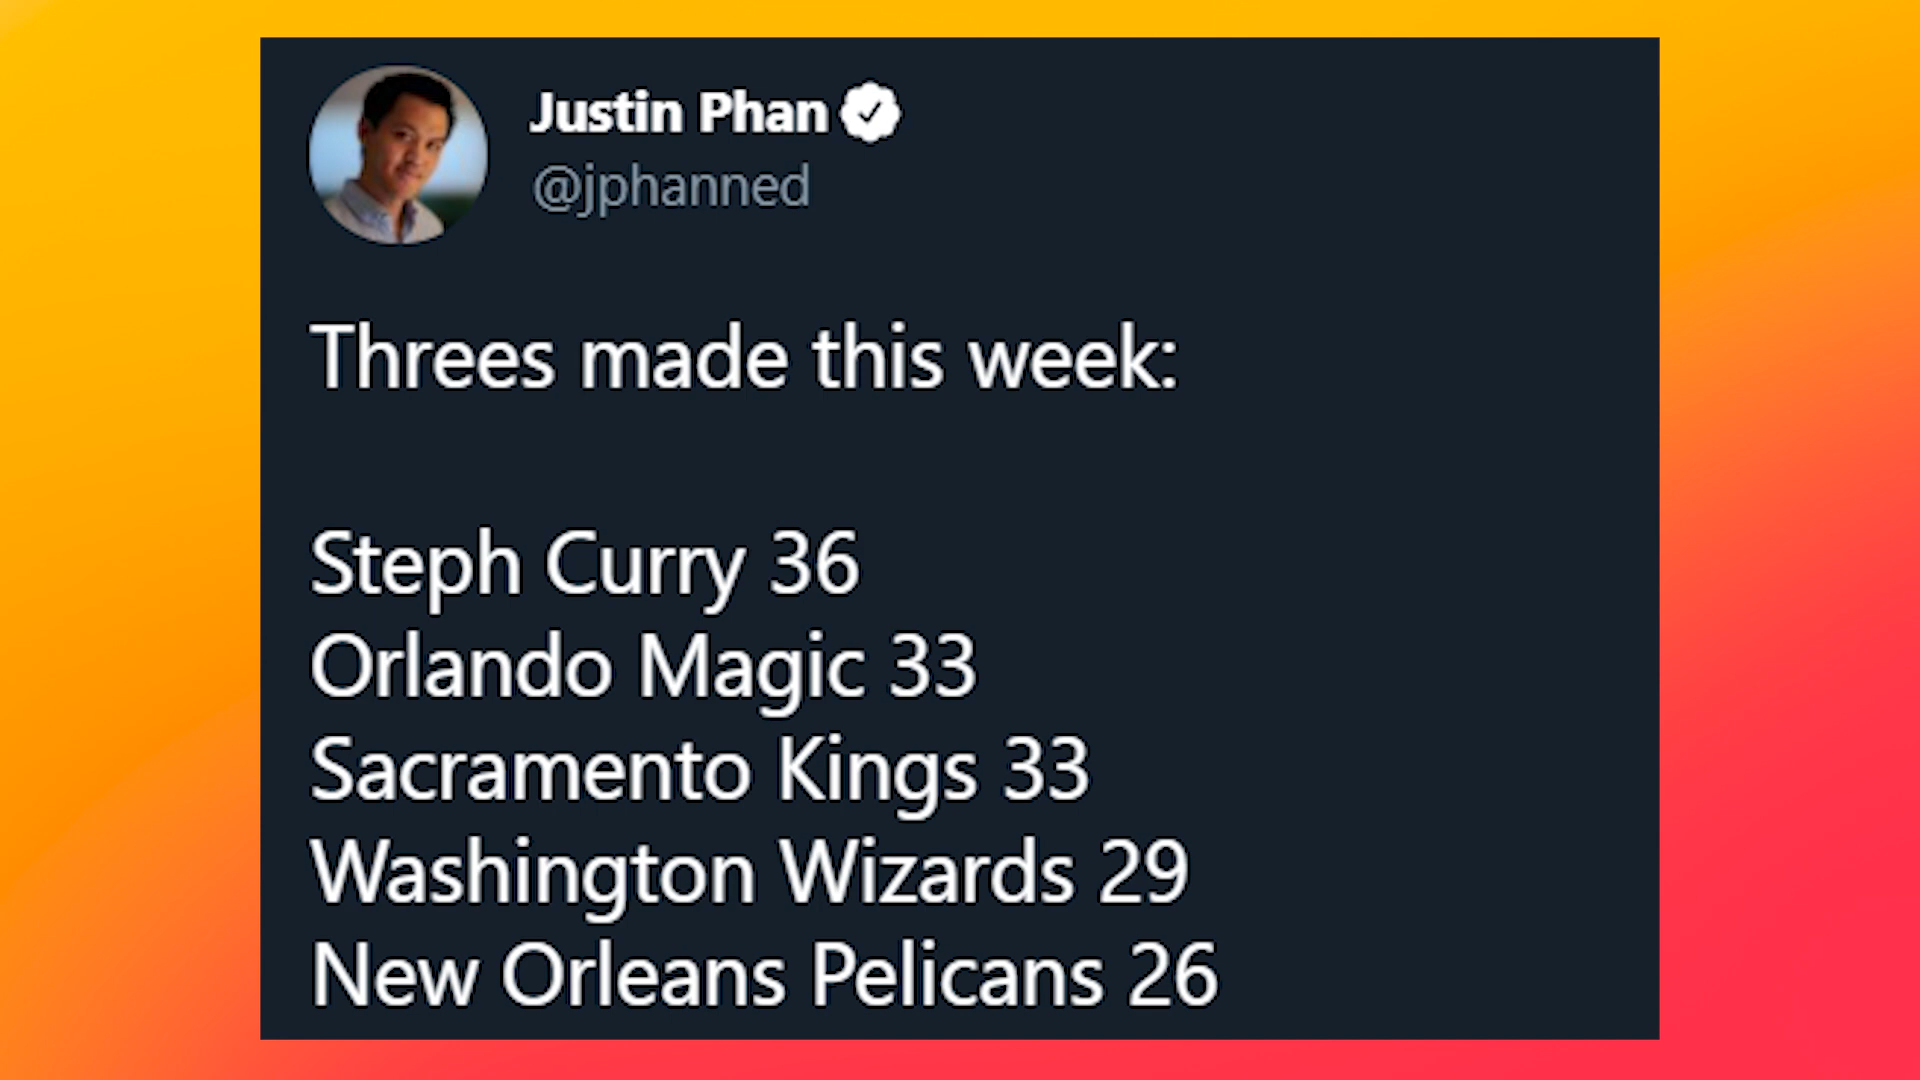 Justin Phan
@jphanned
Threes made this week:
Steph Curry 36
Orlando Magic 33
Sacramento Kings 33
Washington Wizards 29
New Orleans Pelicans 26